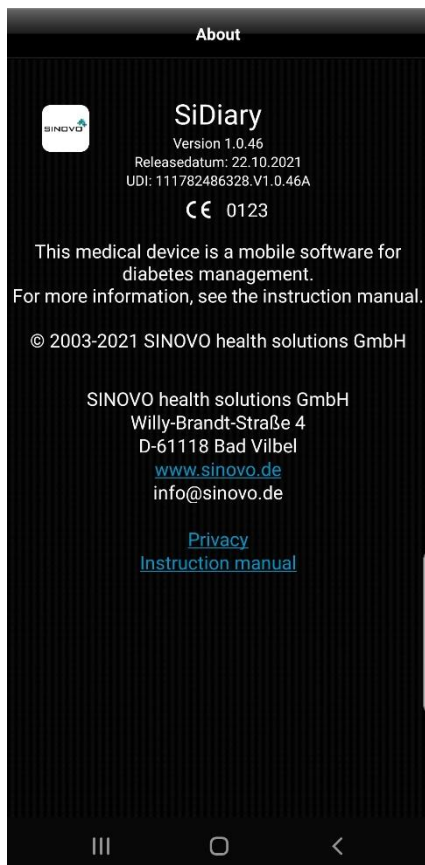 About
SINOVO
SiDiary
Version 1.0.46
Releasedatum: 22.10.2021
UDI: 111782486328.V1.0.46A
CE 0123
This medical device is a mobile software for
diabetes management.
For more information, see the instruction manual.
© 2003-2021 SINOVO health solutions GmbH
SINOVO health solutions GmbH
Willy-Brandt-Straße 4
D-61118 Bad Vilbel
www.sinovo.de
info@sinovo.de
Privacy
Instruction manual